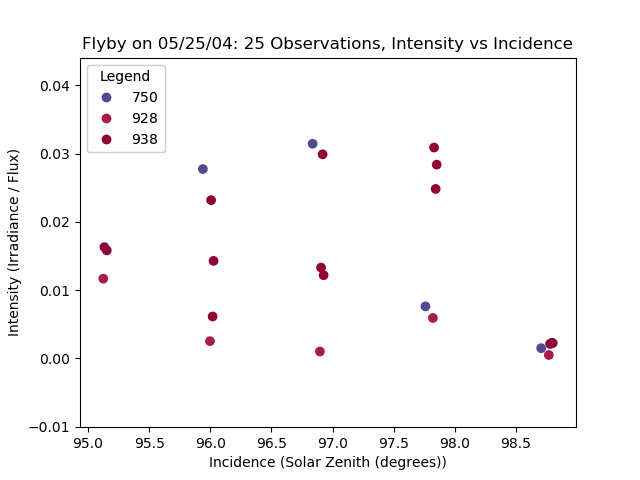 Flyby on 05/25/04: 25 Observations, Intensity vs Incidence
Legend
750
928
938
0.04
0.03
0.02
0.01
0.00
−0.01
Intensity (Irradiance / Flux)
95.0 95.5 96.0 96.5 97.0 97.5 98.0 98.5
Incidence (Solar Zenith (degrees))